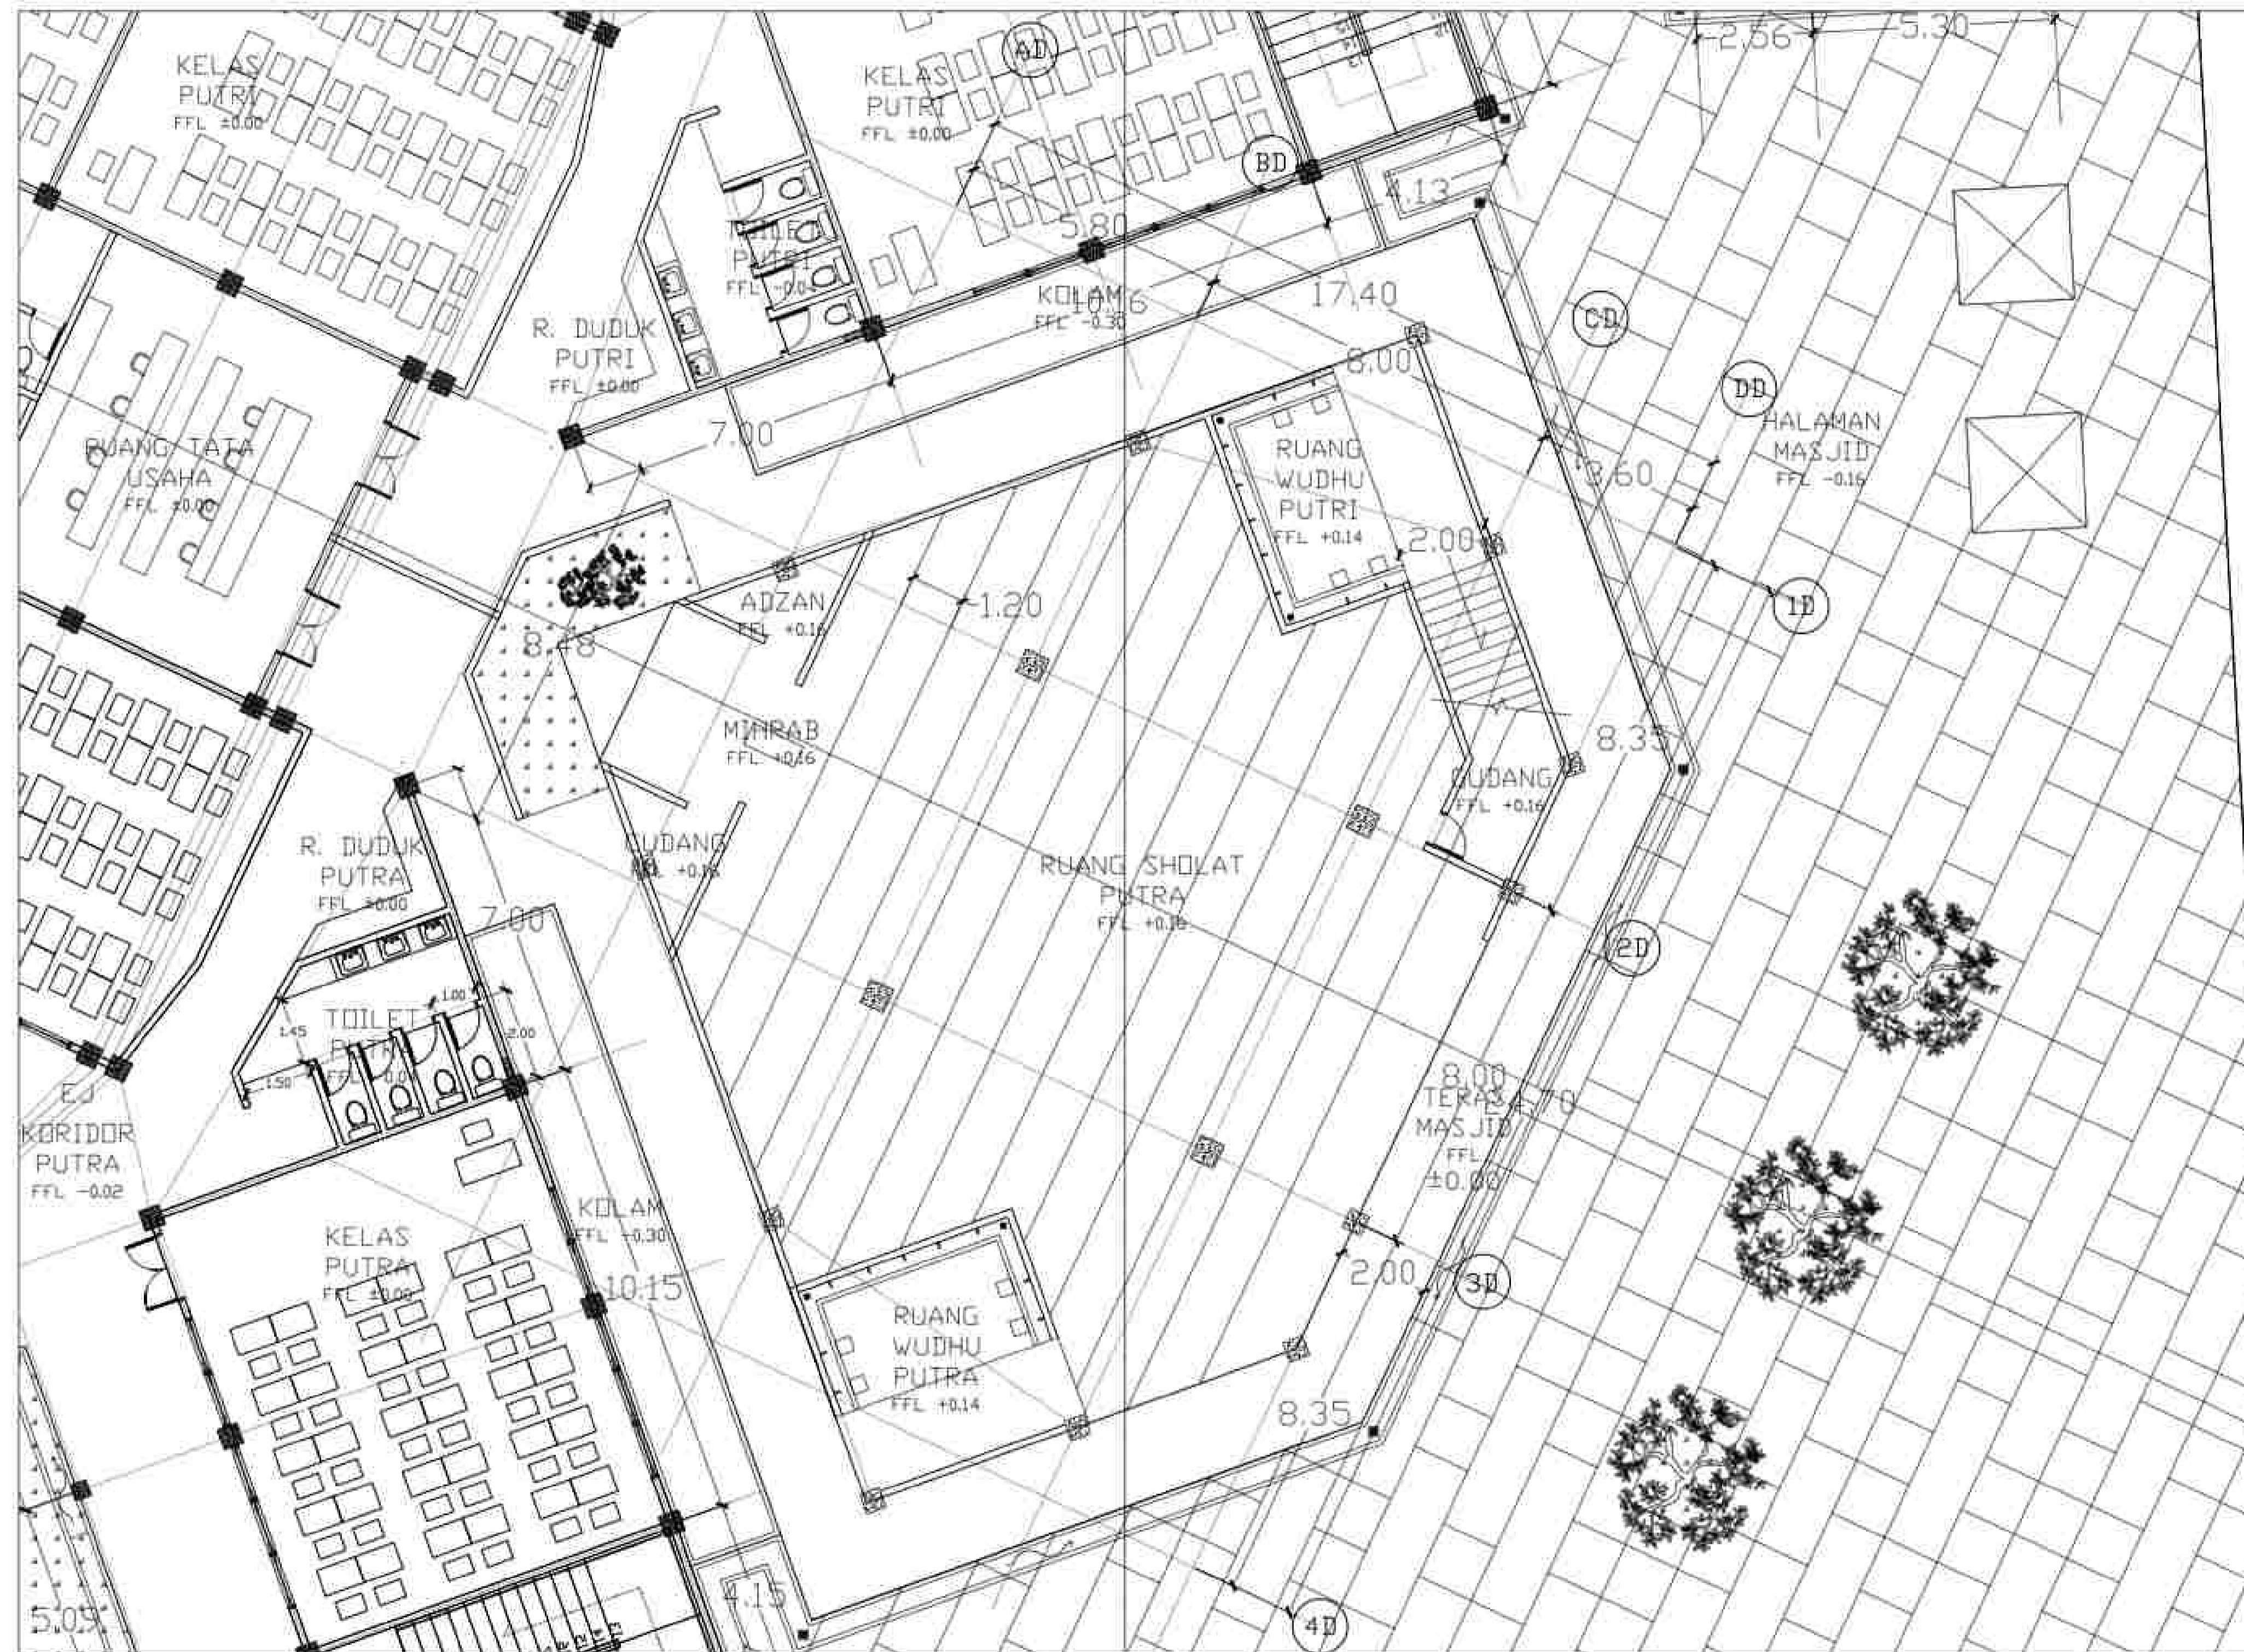 2.56
5.30
AD
KELAS
PUTRI
FFL ±0.00
KELAS
PUTRI
FFL ±0.00
BD
4.13
5.80
TOILET
PUTRI
KOLAM
FFL -0.30
17.40
CD
R. DUDUK
PUTRI
FFL ±0.00
8.00
DD
HALAMAN
MASJID
FFL -0.16
7.00
RUANG TATA
USAHA
FFL ±0.00
RUANG
WUDHU
PUTRI
FFL +0.14
3.60
2.00
ADZAN
FFL +0.16
1.20
1D
8.48
MIHRAB
FFL +0.16
8.35
GUDANG
FFL +0.16
R. DUDUK
PUTRA
FFL ±0.00
GUDANG
FFL +0.16
RUANG SHOLAT
PUTRA
FFL +0.16
7.00
2D
1.00
1.45
TOILET
PUTRA
2.00
1.50
8.00
TERAS
MASJID
FFL
±0.00
EJ
KORIDOR
PUTRA
FFL -0.02
KELAS
PUTRA
FFL ±0.00
KOLAM
FFL -0.30
10.15
2.00
3D
RUANG
WUDHU
PUTRA
FFL +0.14
8.35
4.15
5.09
4D